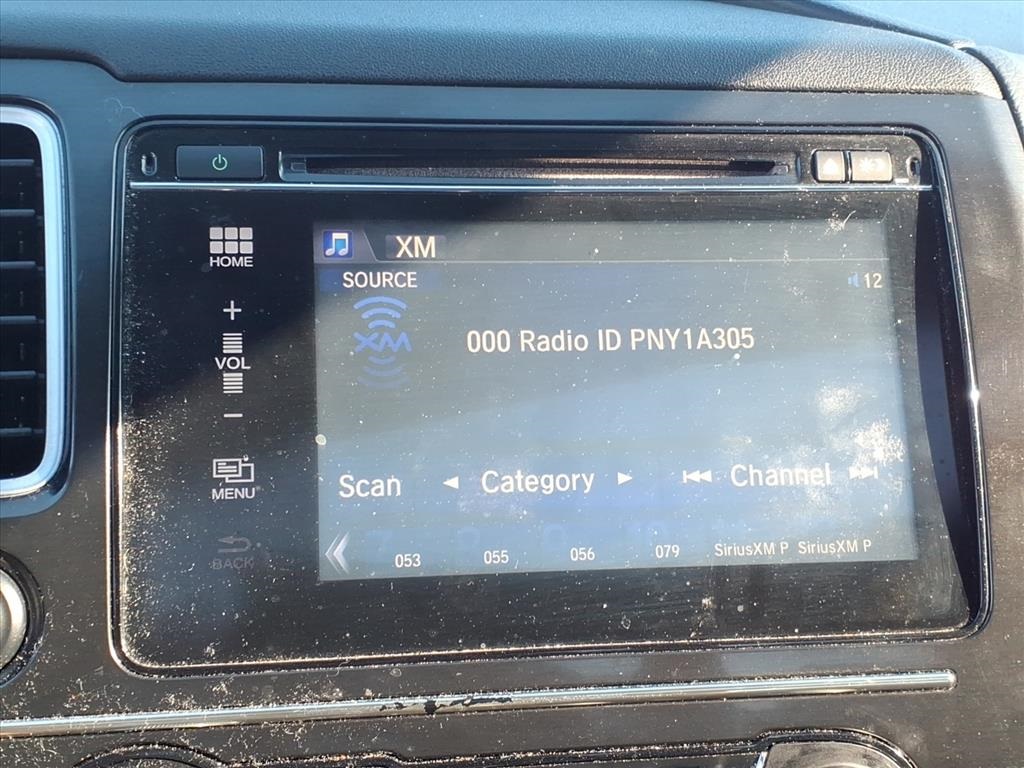 HOME
+
VOL
−
MENU
BACK
XM
SOURCE
12
XM
000 Radio ID PNY1A305
Scan ◄ Category ► ⏮ Channel ⏭
053 055 056 079 SiriusXM P SiriusXM P